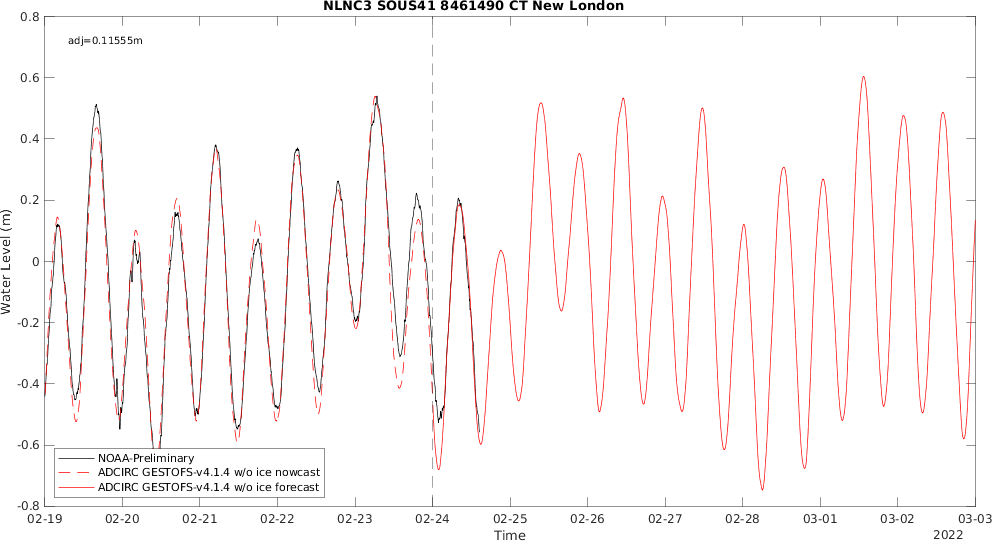 NLNC3 SOUS41 8461490 CT New London
adj=0.11555m
Water Level (m)
0.8
0.6
0.4
0.2
0
-0.2
-0.4
-0.6
-0.8
NOAA-Preliminary
ADCIRC GESTOFS-v4.1.4 w/o ice nowcast
ADCIRC GESTOFS-v4.1.4 w/o ice forecast
02-19 02-20 02-21 02-22 02-23 02-24 02-25 02-26 02-27 02-28 03-01 03-02 03-03
Time
2022